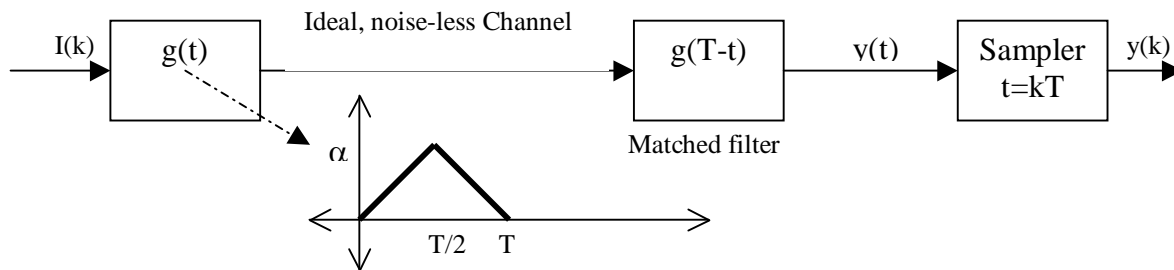 Ideal, noise-less Channel
I(k)
g(t)
g(T-t)
y(t)
Sampler
t=kT
y(k)
Matched filter
α
T/2 T